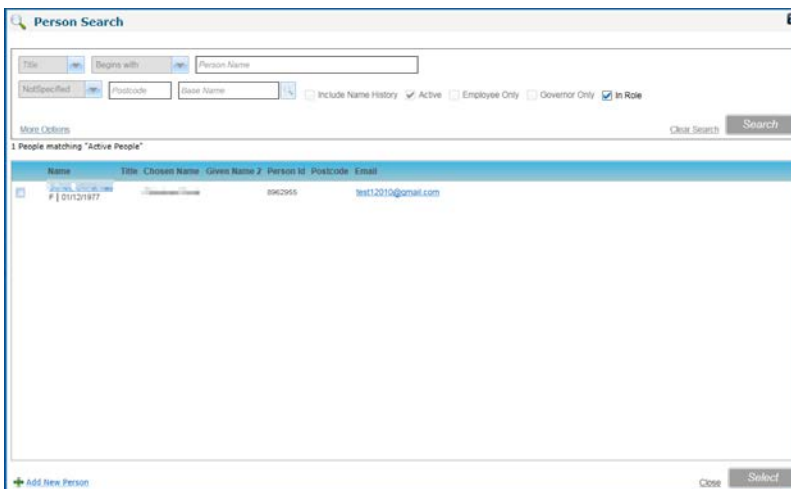 Person Search
Title Begins with Person Name
NotSpecified Postcode Base Name Include Name History Active Employee Only Governor Only In Role
More Options Clear Search Search
1 People matching "Active People"
Name Title Chosen Name Given Name 2 Person Id Postcode Email
F | 01/12/1977 8962955 test12010@gmail.com
Add New Person Close Select